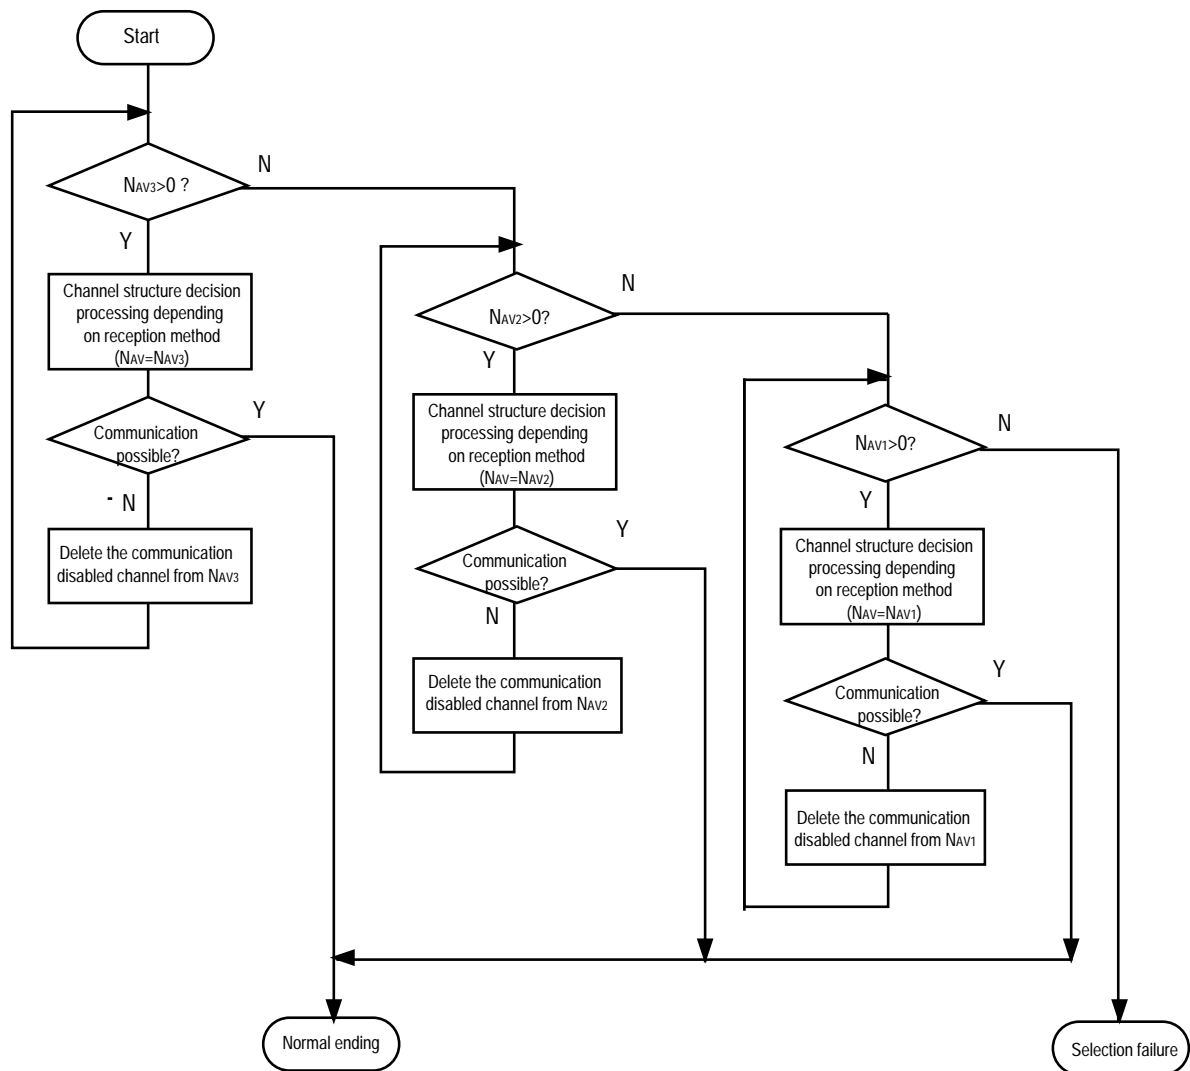 Start
N
NAV3>0 ?
Y
Channel structure decision
processing depending
on reception method
(NAV=NAV3)
Y
Communication
possible?
- N
Delete the communication
disabled channel from NAV3
N
NAV2>0?
Y
Channel structure decision
processing depending
on reception method
(NAV=NAV2)
Y
Communication
possible?
N
Delete the communication
disabled channel from NAV2
N
NAV1>0?
Y
Channel structure decision
processing depending
on reception method
(NAV=NAV1)
Y
Communication
possible?
N
Delete the communication
disabled channel from NAV1
Normal ending
Selection failure